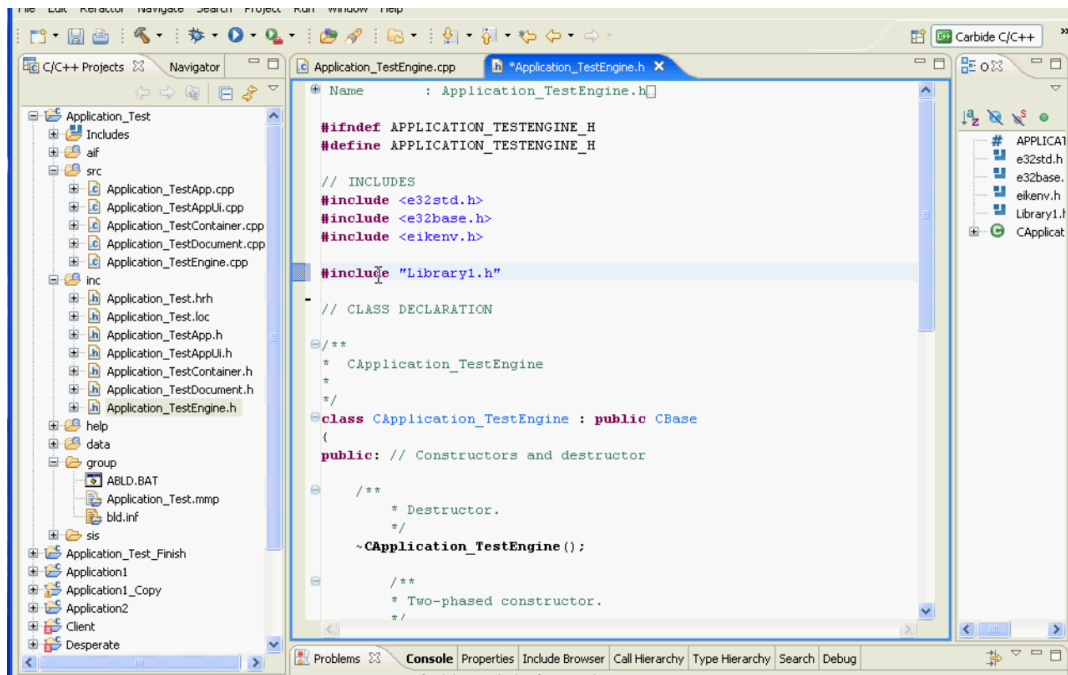 File Edit Refactor Navigate Search Project Run Window Help
Carbide C/C++
C/C++ Projects
Navigator
Application_Test
Includes
aif
src
Application_TestApp.cpp
Application_TestAppUi.cpp
Application_TestContainer.cpp
Application_TestDocument.cpp
Application_TestEngine.cpp
inc
Application_Test.hrh
Application_Test.loc
Application_TestApp.h
Application_TestAppUi.h
Application_TestContainer.h
Application_TestDocument.h
Application_TestEngine.h
help
data
group
ABLD.BAT
Application_Test.mmp
bld.inf
sis
Application_Test_Finish
Application1
Application1_Copy
Application2
Client
Desperate
Application_TestEngine.cpp
*Application_TestEngine.h
Name : Application_TestEngine.h
#ifndef APPLICATION_TESTENGINE_H
#define APPLICATION_TESTENGINE_H
// INCLUDES
#include <e32std.h>
#include <e32base.h>
#include <eikenv.h>
#include "Library1.h"
// CLASS DECLARATION
/**
* CApplication_TestEngine
*
*/
class CApplication_TestEngine : public CBase
{
public: // Constructors and destructor
/**
* Destructor.
*/
~CApplication_TestEngine();
/**
* Two-phased constructor.
*/
# APPLICAT
e32std.h
e32base.
eikenv.h
Library1.h
CApplicat
Problems Console Properties Include Browser Call Hierarchy Type Hierarchy Search Debug